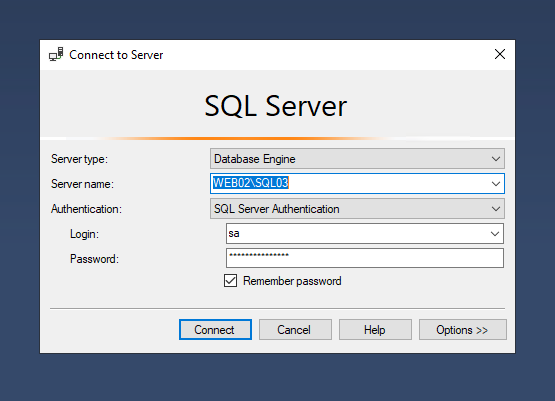 Connect to Server
SQL Server
Server type: Database Engine
Server name: WEB02\SQL03
Authentication: SQL Server Authentication
Login: sa
Password: ***************
Remember password
Connect Cancel Help Options >>